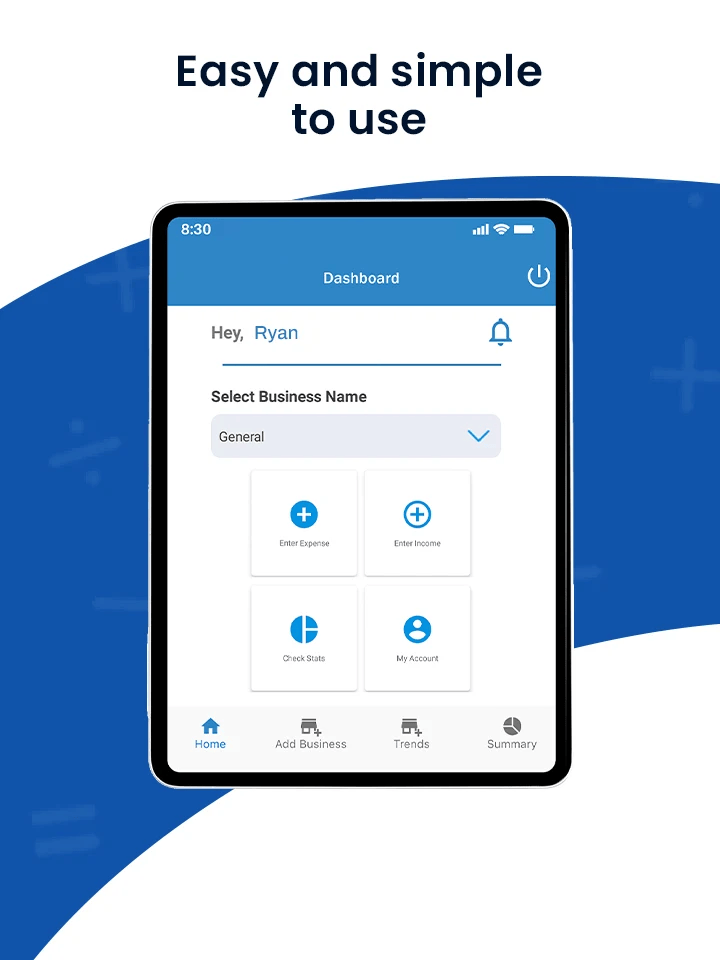 Easy and simple
to use
8:30
Dashboard
Hey, Ryan
Select Business Name
General
Enter Expense
Enter Income
Check Stats
My Account
Home
Add Business
Trends
Summary